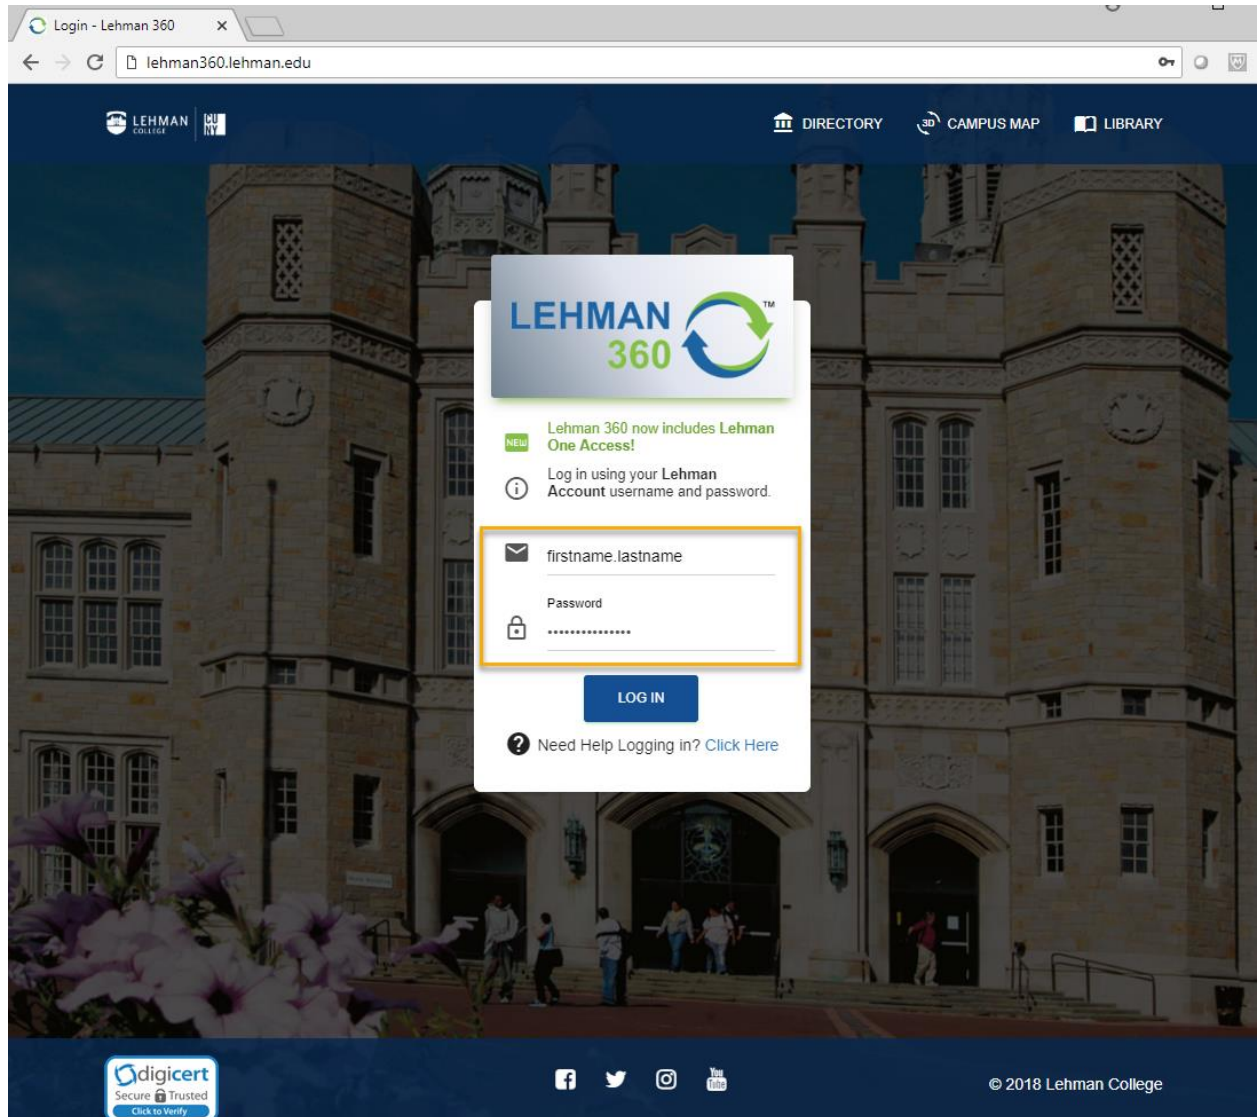 Login - Lehman 360
lehman360.lehman.edu
LEHMAN
COLLEGE
CU
NY
DIRECTORY
3D
CAMPUS MAP
LIBRARY
LEHMAN
360
TM
NEW
Lehman 360 now includes Lehman
One Access!
Log in using your Lehman
Account username and password.
firstname.lastname
Password
LOG IN
Need Help Logging in? Click Here
digicert
Secure Trusted
Click to Verify
You
Tube
© 2018 Lehman College